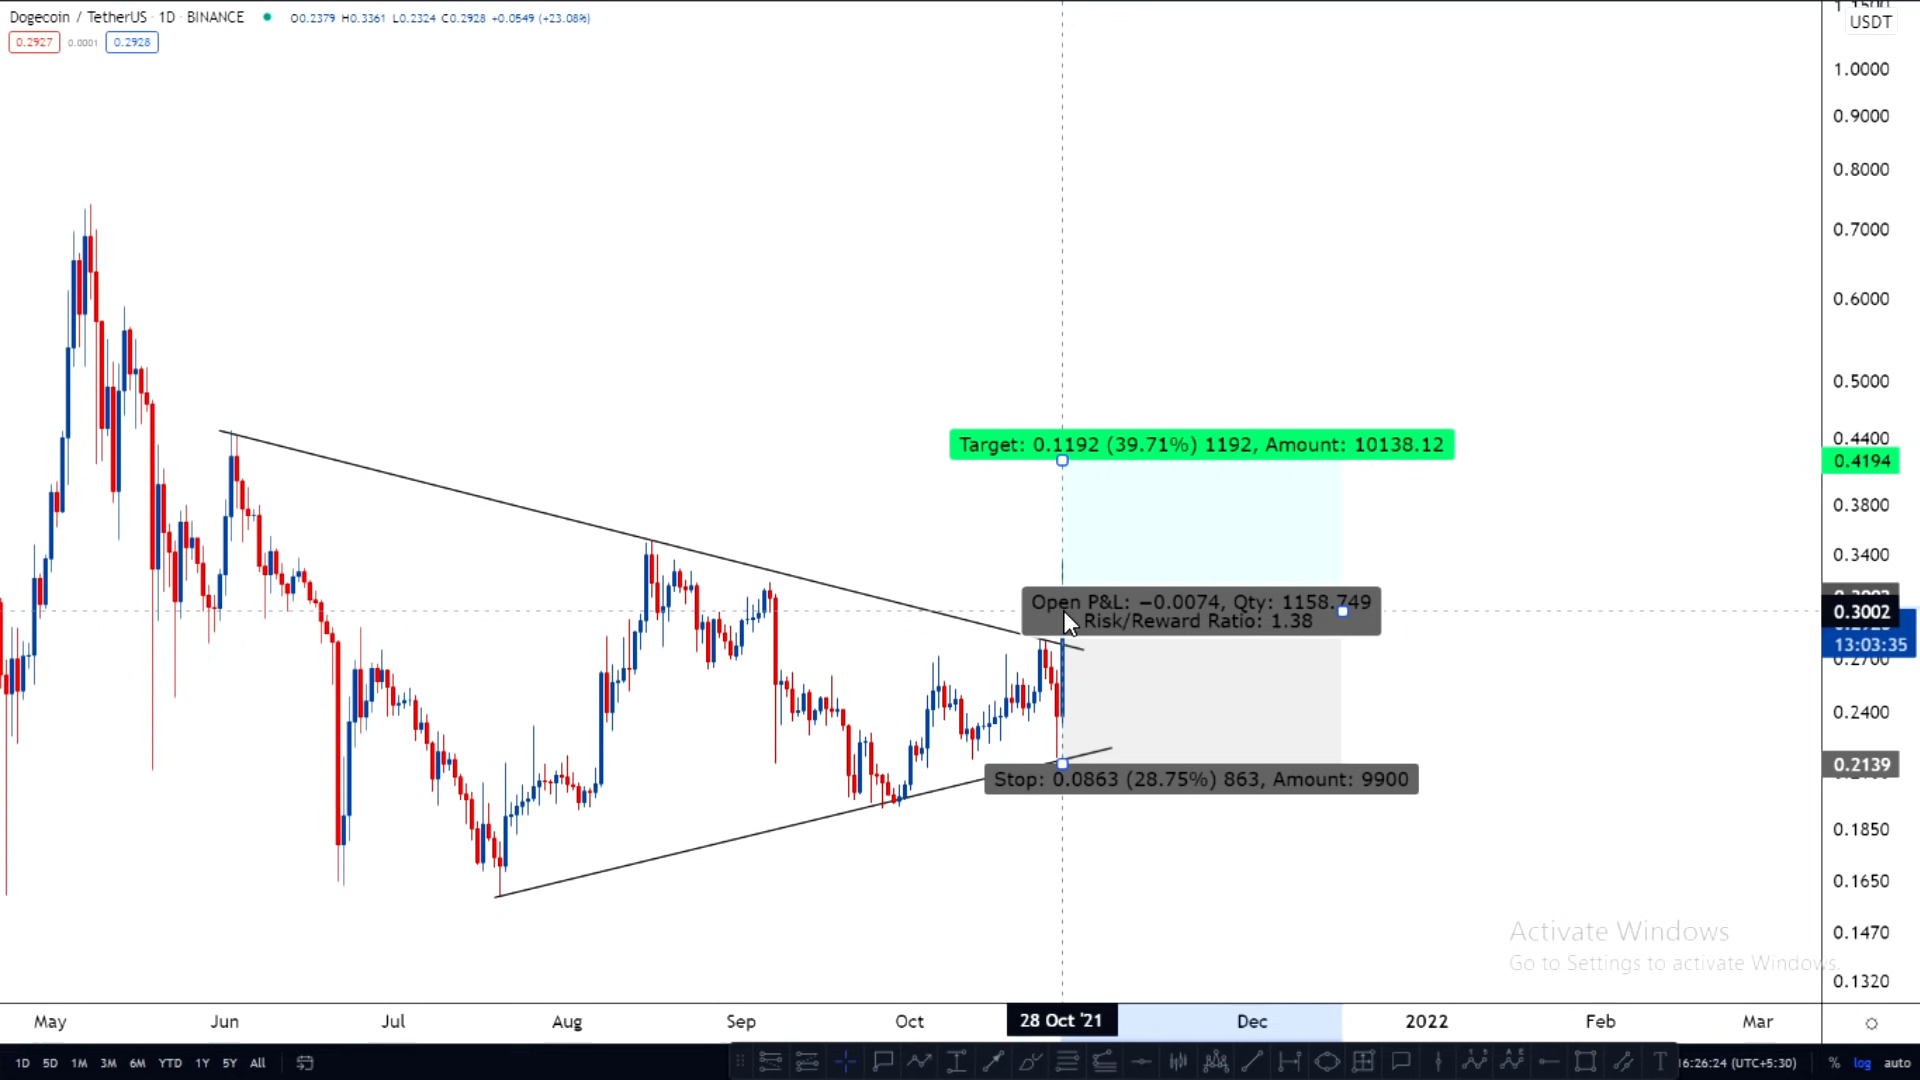 Dogecoin / TetherUS · 1D · BINANCE O0.2379 H0.3361 L0.2324 C0.2928 +0.0549 (+23.08%)
0.2927 0.0001 0.2928
USDT
1.0000
0.9000
0.8000
0.7000
0.6000
0.5000
0.4400
0.4194
0.3800
0.3400
0.3002
13:03:35
0.2700
0.2400
0.2139
0.1850
0.1650
0.1470
0.1320
Target: 0.1192 (39.71%) 1192, Amount: 10138.12
Open P&L: −0.0074, Qty: 1158.749
Risk/Reward Ratio: 1.38
Stop: 0.0863 (28.75%) 863, Amount: 9900
Activate Windows
Go to Settings to activate Windows.
May Jun Jul Aug Sep Oct 28 Oct '21 Dec 2022 Feb Mar
1D 5D 1M 3M 6M YTD 1Y 5Y All 16:26:24 (UTC+5:30) % log auto